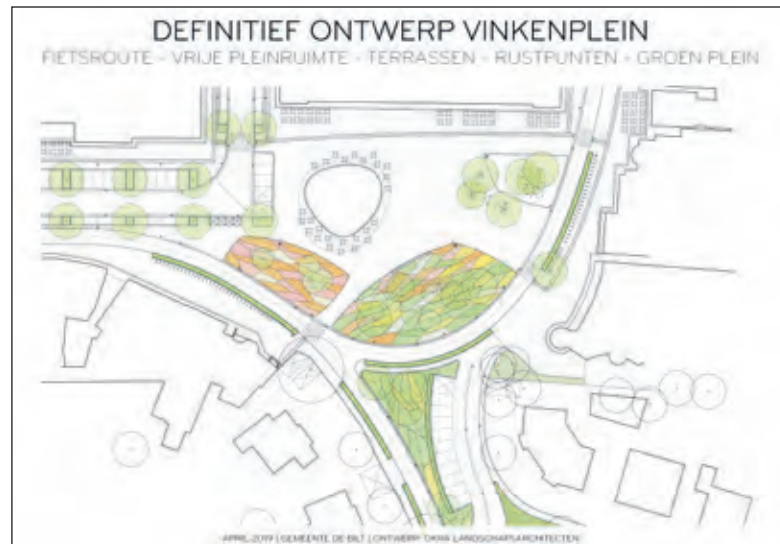 DEFINITIEF ONTWERP VINKENPLEIN
FIETSROUTE - VRIJE PLEINRUIMTE - TERRASSEN - RUSTPUNTEN - GROEN PLEIN
APRIL 2019 | GEMEENTE DE BILT | ONTWERP: OKRA LANDSCHAPSARCHITECTEN